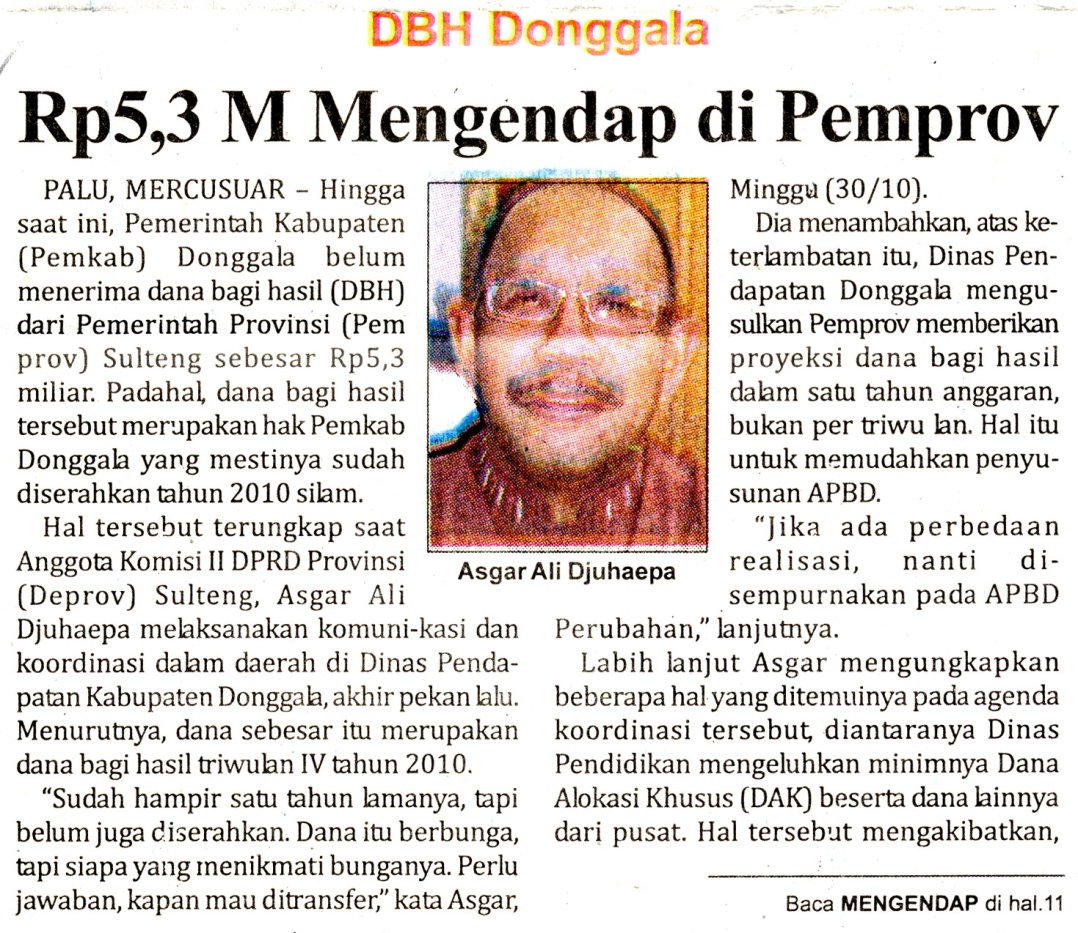 DBH Donggala
Rp5,3 M Mengendap di Pemprov
PALU, MERCUSUAR – Hingga
saat ini, Pemerintah Kabupaten
(Pemkab) Donggala belum
menerima dana bagi hasil (DBH)
dari Pemerintah Provinsi (Pem
prov) Sulteng sebesar Rp5,3
miliar. Padahal, dana bagi hasil
tersebut merupakan hak Pemkab
Donggala yang mestinya sudah
diserahkan tahun 2010 silam.
Hal tersebut terungkap saat
Anggota Komisi II DPRD Provinsi
(Deprov) Sulteng, Asgar Ali
Djuhaepa melaksanakan komuni-kasi dan
koordinasi dalam daerah di Dinas Penda-
patan Kabupaten Donggala, akhir pekan lalu.
Menurutnya, dana sebesar itu merupakan
dana bagi hasil triwulan IV tahun 2010.
“Sudah hampir satu tahun lamanya, tapi
belum juga diserahkan. Dana itu berbunga,
tapi siapa yang menikmati bunganya. Perlu
jawaban, kapan mau ditransfer,” kata Asgar,
Asgar Ali Djuhaepa
Minggu (30/10).
Dia menambahkan, atas ke-
terlambatan itu, Dinas Pen-
dapatan Donggala mengu-
sulkan Pemprov memberikan
proyeksi dana bagi hasil
dalam satu tahun anggaran,
bukan per triwu lan. Hal itu
untuk memudahkan penyu-
sunan APBD.
“Jika ada perbedaan
realisasi, nanti di-
sempurnakan pada APBD
Perubahan,” lanjutnya.
Labih lanjut Asgar mengungkapkan
beberapa hal yang ditemuinya pada agenda
koordinasi tersebut, diantaranya Dinas
Pendidikan mengeluhkan minimnya Dana
Alokasi Khusus (DAK) beserta dana lainnya
dari pusat. Hal tersebut mengakibatkan,
Baca MENGENDAP di hal.11